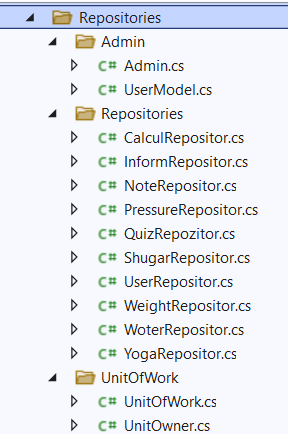 Repositories
Admin
C# Admin.cs
C# UserModel.cs
Repositories
C# CalculRepositor.cs
C# InformRepositor.cs
C# NoteRepositor.cs
C# PressureRepositor.cs
C# QuizRepozitor.cs
C# ShugarRepositor.cs
C# UserRepositor.cs
C# WeightRepositor.cs
C# WoterRepositor.cs
C# YogaRepositor.cs
UnitOfWork
C# UnitOfWork.cs
C# UnitOwner.cs